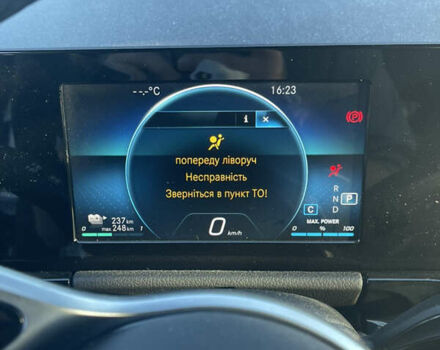 --,-°C 16:23
i ×
попереду ліворуч
Несправність
Зверніться в пункт ТО!
R
N
D
P
C
237 km
max 248 km 1
0 km/h
MAX. POWER
0 % 100